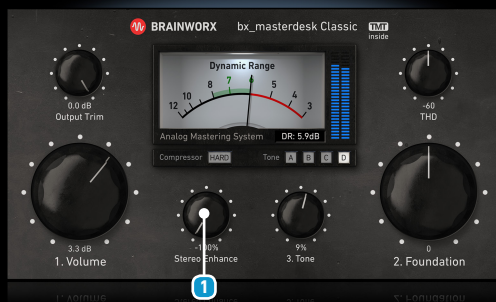 BRAINWORX bx_masterdesk Classic TMT
inside
Dynamic Range
12 10 8 7 6 5 4 3
Analog Mastering System DR: 5.9dB
Compressor HARD Tone A B C D
0.0 dB
Output Trim
-60
THD
3.3 dB
1. Volume
-100%
Stereo Enhance
9%
3. Tone
0
2. Foundation
1